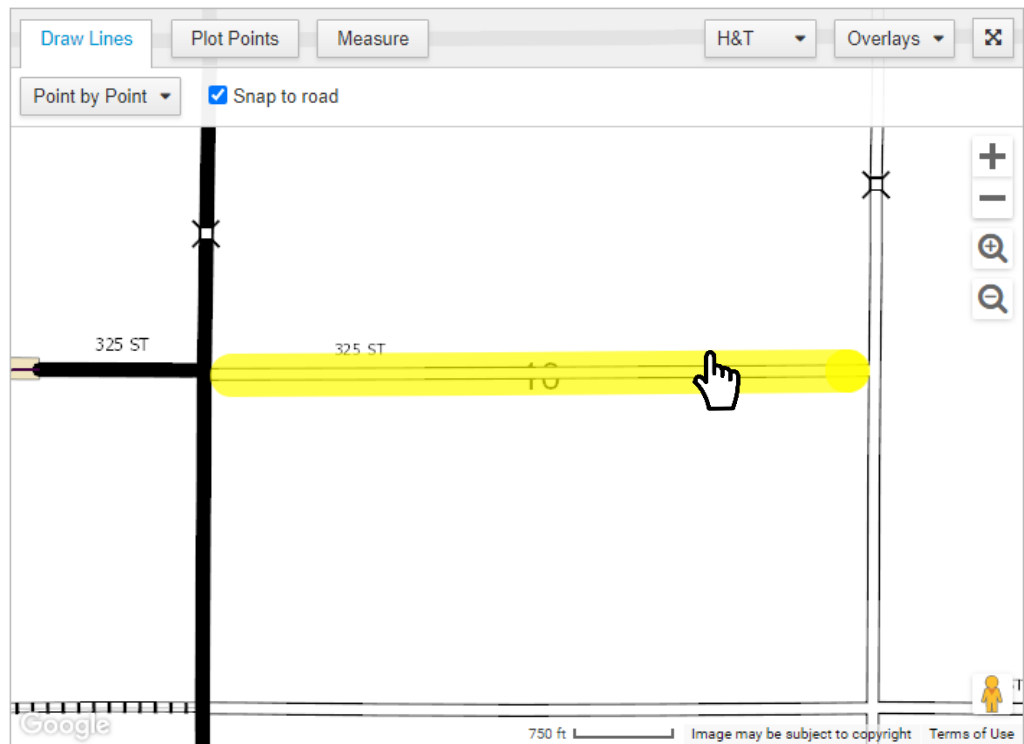 Draw Lines Plot Points Measure H&T Overlays
Point by Point Snap to road
325 ST
325 ST
Google
750 ft Image may be subject to copyright Terms of Use